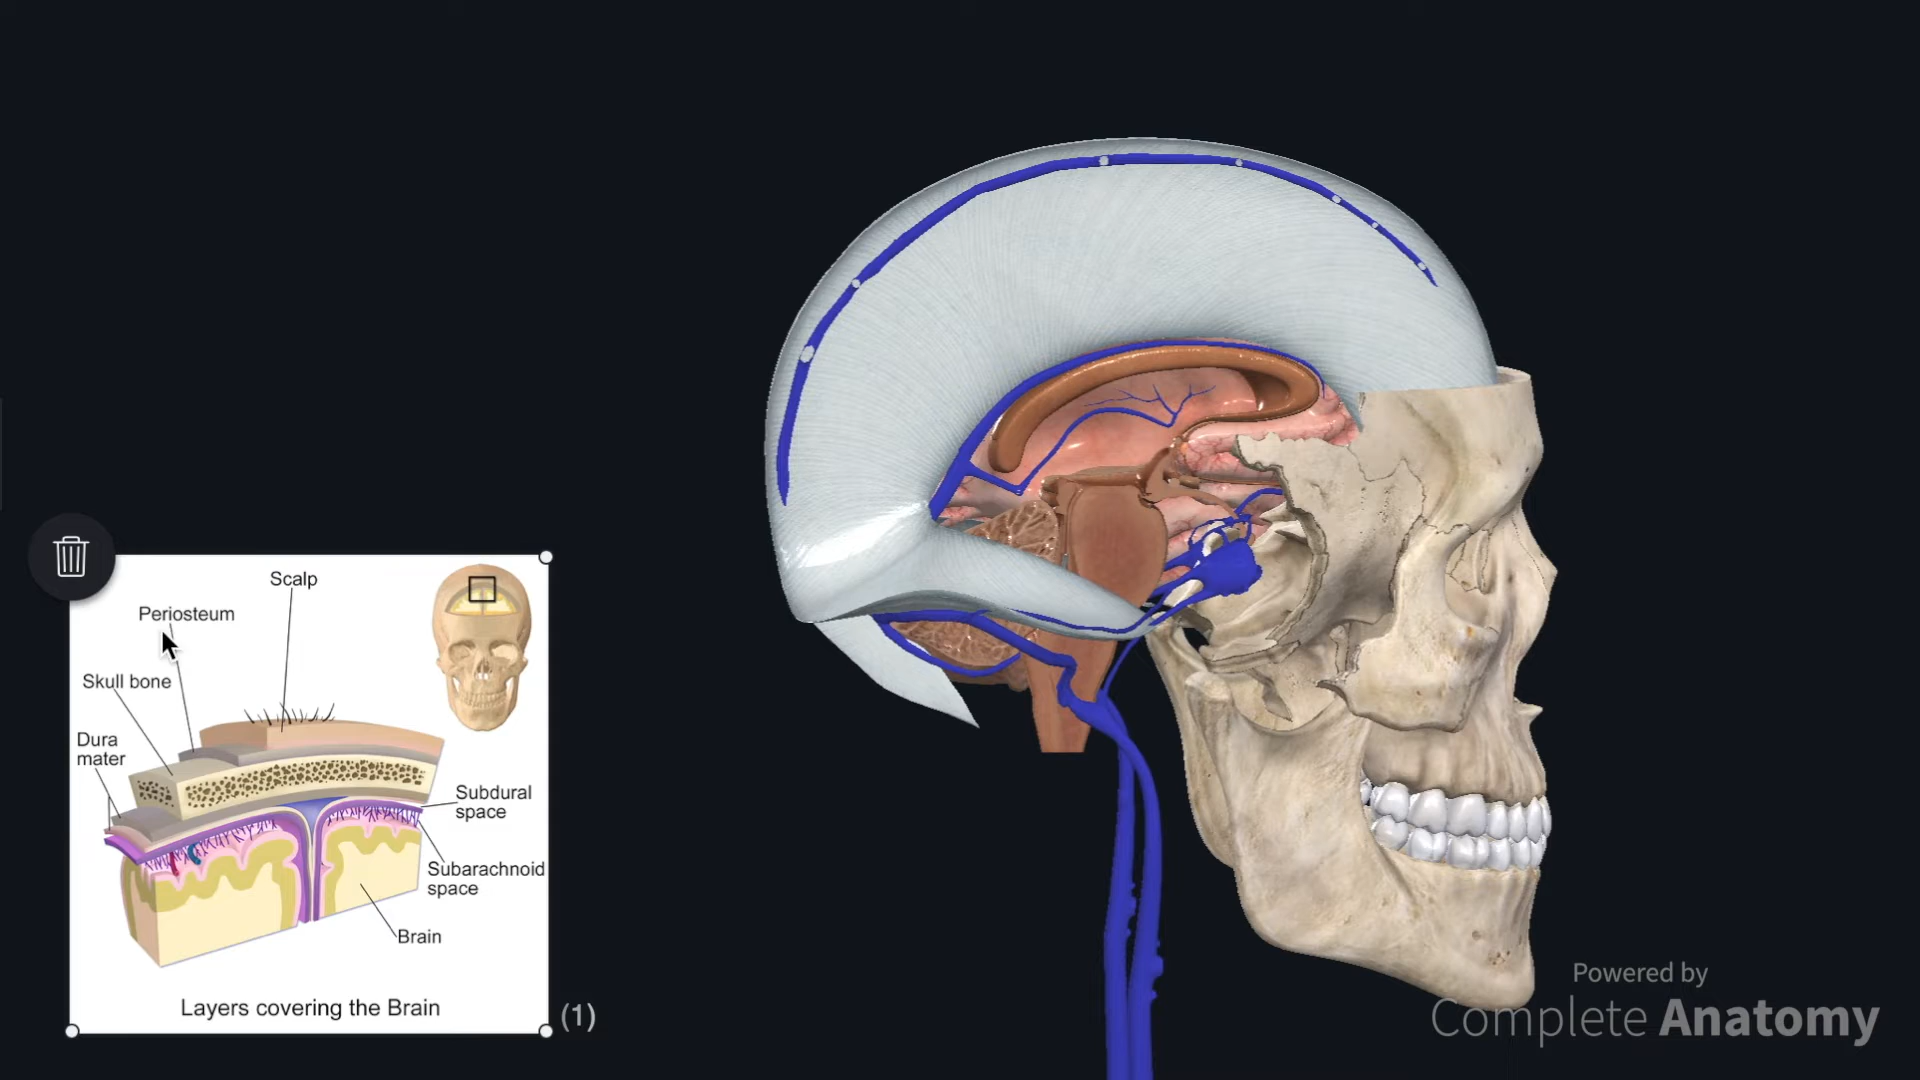 Scalp
Periosteum
Skull bone
Dura
mater
Subdural
space
Subarachnoid
space
Brain
Layers covering the Brain
(1)
Powered by
Complete Anatomy